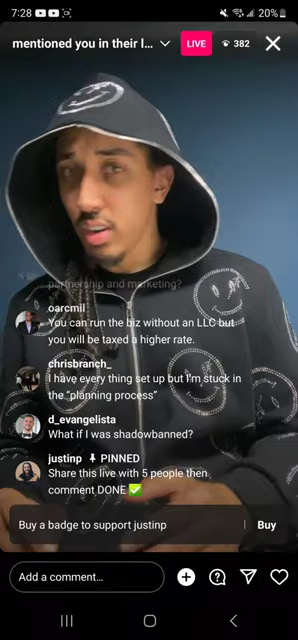 7:28
20%
mentioned you in their l...
LIVE
382
partnership and marketing?
oarcmil
You can run the biz without an LLC but
you will be taxed a higher rate.
chrisbranch_
I have every thing set up but I'm stuck in
the “planning process”
d_evangelista
What if I was shadowbanned?
justinp PINNED
Share this live with 5 people then
comment DONE ✅
Buy a badge to support justinp
Buy
Add a comment...